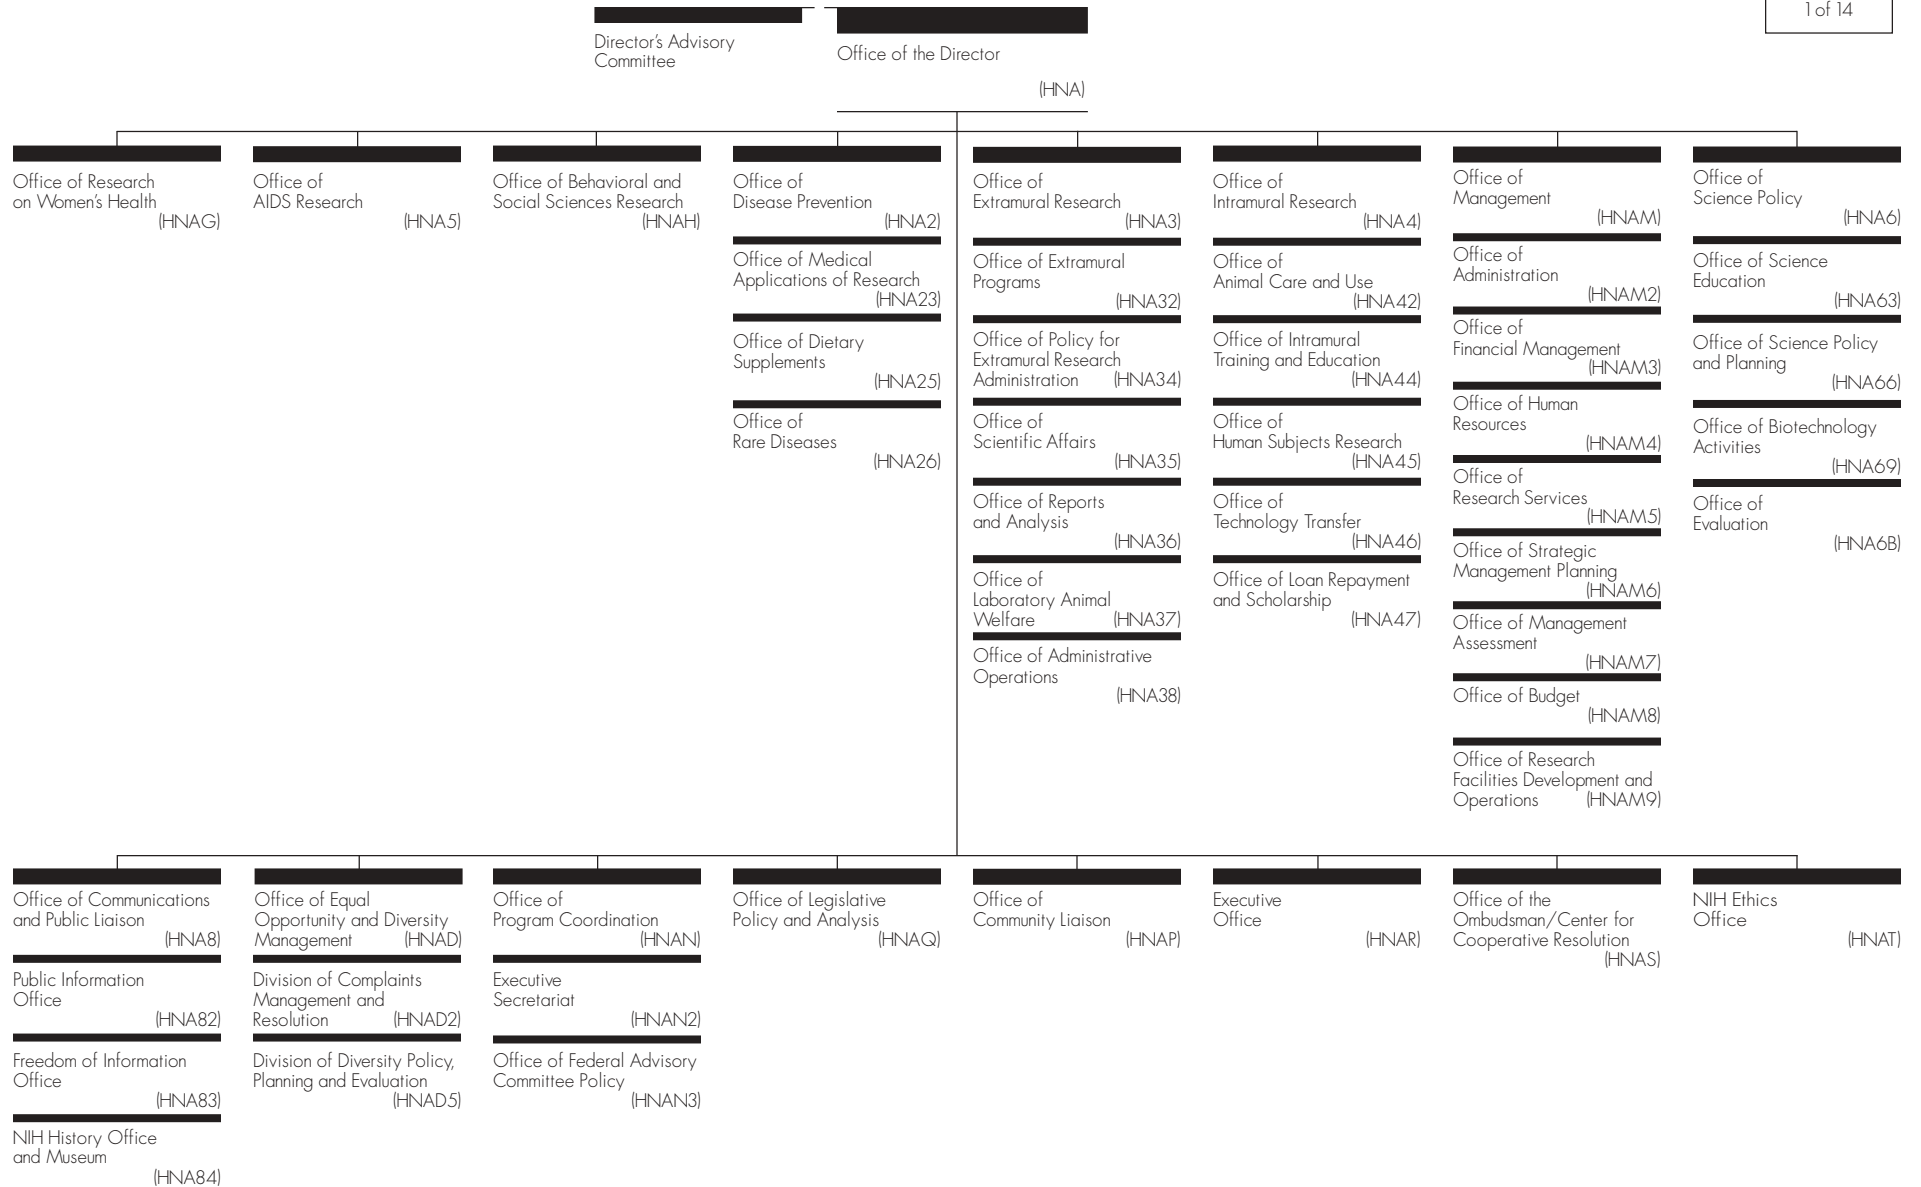 1 of 14
Director's Advisory
Committee
Office of the Director
(HNA)
Office of Research
on Women's Health
(HNAG)
Office of
AIDS Research
(HNA5)
Office of Behavioral and
Social Sciences Research
(HNAH)
Office of
Disease Prevention
(HNA2)
Office of Medical
Applications of Research
(HNA23)
Office of Dietary
Supplements
(HNA25)
Office of
Rare Diseases
(HNA26)
Office of
Extramural Research
(HNA3)
Office of Extramural
Programs
(HNA32)
Office of Policy for
Extramural Research
Administration (HNA34)
Office of
Scientific Affairs
(HNA35)
Office of Reports
and Analysis
(HNA36)
Office of
Laboratory Animal
Welfare (HNA37)
Office of Administrative
Operations
(HNA38)
Office of
Intramural Research
(HNA4)
Office of
Animal Care and Use
(HNA42)
Office of Intramural
Training and Education
(HNA44)
Office of
Human Subjects Research
(HNA45)
Office of
Technology Transfer
(HNA46)
Office of Loan Repayment
and Scholarship
(HNA47)
Office of
Management
(HNAM)
Office of
Administration
(HNAM2)
Office of
Financial Management
(HNAM3)
Office of Human
Resources
(HNAM4)
Office of
Research Services
(HNAM5)
Office of Strategic
Management Planning
(HNAM6)
Office of Management
Assessment
(HNAM7)
Office of Budget
(HNAM8)
Office of Research
Facilities Development and
Operations (HNAM9)
Office of
Science Policy
(HNA6)
Office of Science
Education
(HNA63)
Office of Science Policy
and Planning
(HNA66)
Office of Biotechnology
Activities
(HNA69)
Office of
Evaluation
(HNA6B)
Office of Communications
and Public Liaison
(HNA8)
Public Information
Office
(HNA82)
Freedom of Information
Office
(HNA83)
NIH History Office
and Museum
(HNA84)
Office of Equal
Opportunity and Diversity
Management (HNAD)
Division of Complaints
Management and
Resolution (HNAD2)
Division of Diversity Policy,
Planning and Evaluation
(HNAD5)
Office of
Program Coordination
(HNAN)
Executive
Secretariat
(HNAN2)
Office of Federal Advisory
Committee Policy
(HNAN3)
Office of Legislative
Policy and Analysis
(HNAQ)
Office of
Community Liaison
(HNAP)
Executive
Office
(HNAR)
Office of the
Ombudsman/Center for
Cooperative Resolution
(HNAS)
NIH Ethics
Office
(HNAT)